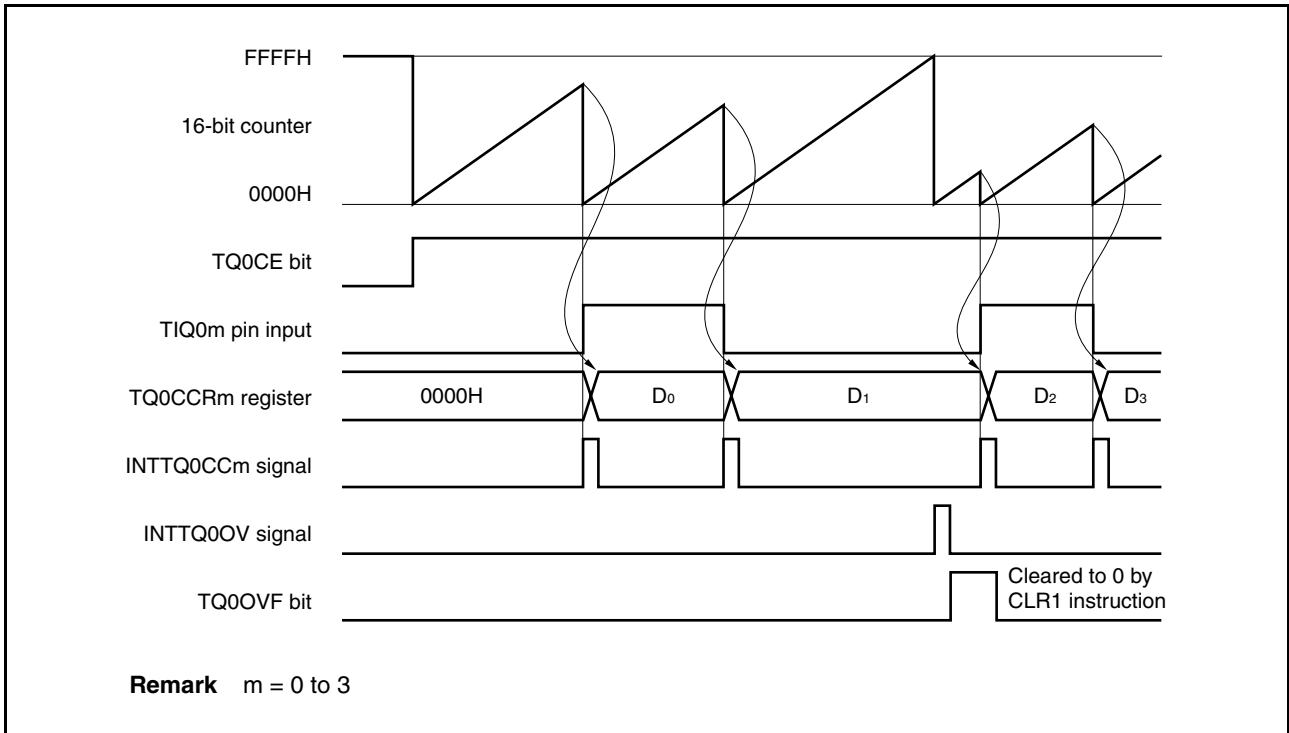 FFFFH
16-bit counter
0000H
TQ0CE bit
TIQ0m pin input
TQ0CCRm register
0000H
D0
D1
D2
D3
INTTQ0CCm signal
INTTQ0OV signal
TQ0OVF bit
Cleared to 0 by
CLR1 instruction
Remark m = 0 to 3